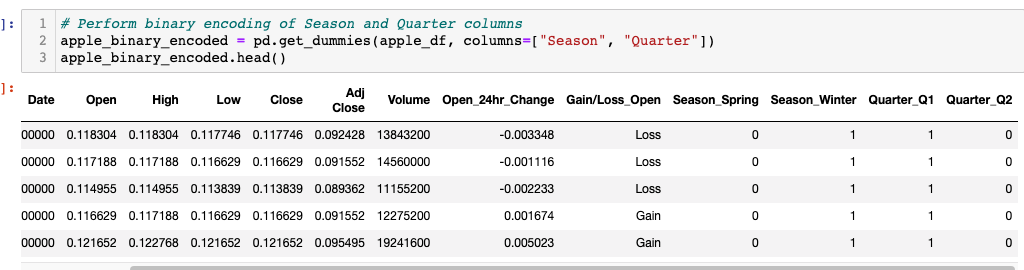 ]: 1 # Perform binary encoding of Season and Quarter columns
2 apple_binary_encoded = pd.get_dummies(apple_df, columns=["Season", "Quarter"])
3 apple_binary_encoded.head()
]:
Date Open High Low Close Adj Close Volume Open_24hr_Change Gain/Loss_Open Season_Spring Season_Winter Quarter_Q1 Quarter_Q2
00000 0.118304 0.118304 0.117746 0.117746 0.092428 13843200 -0.003348 Loss 0 1 1 0
00000 0.117188 0.117188 0.116629 0.116629 0.091552 14560000 -0.001116 Loss 0 1 1 0
00000 0.114955 0.114955 0.113839 0.113839 0.089362 11155200 -0.002233 Loss 0 1 1 0
00000 0.116629 0.117188 0.116629 0.116629 0.091552 12275200 0.001674 Gain 0 1 1 0
00000 0.121652 0.122768 0.121652 0.121652 0.095495 19241600 0.005023 Gain 0 1 1 0